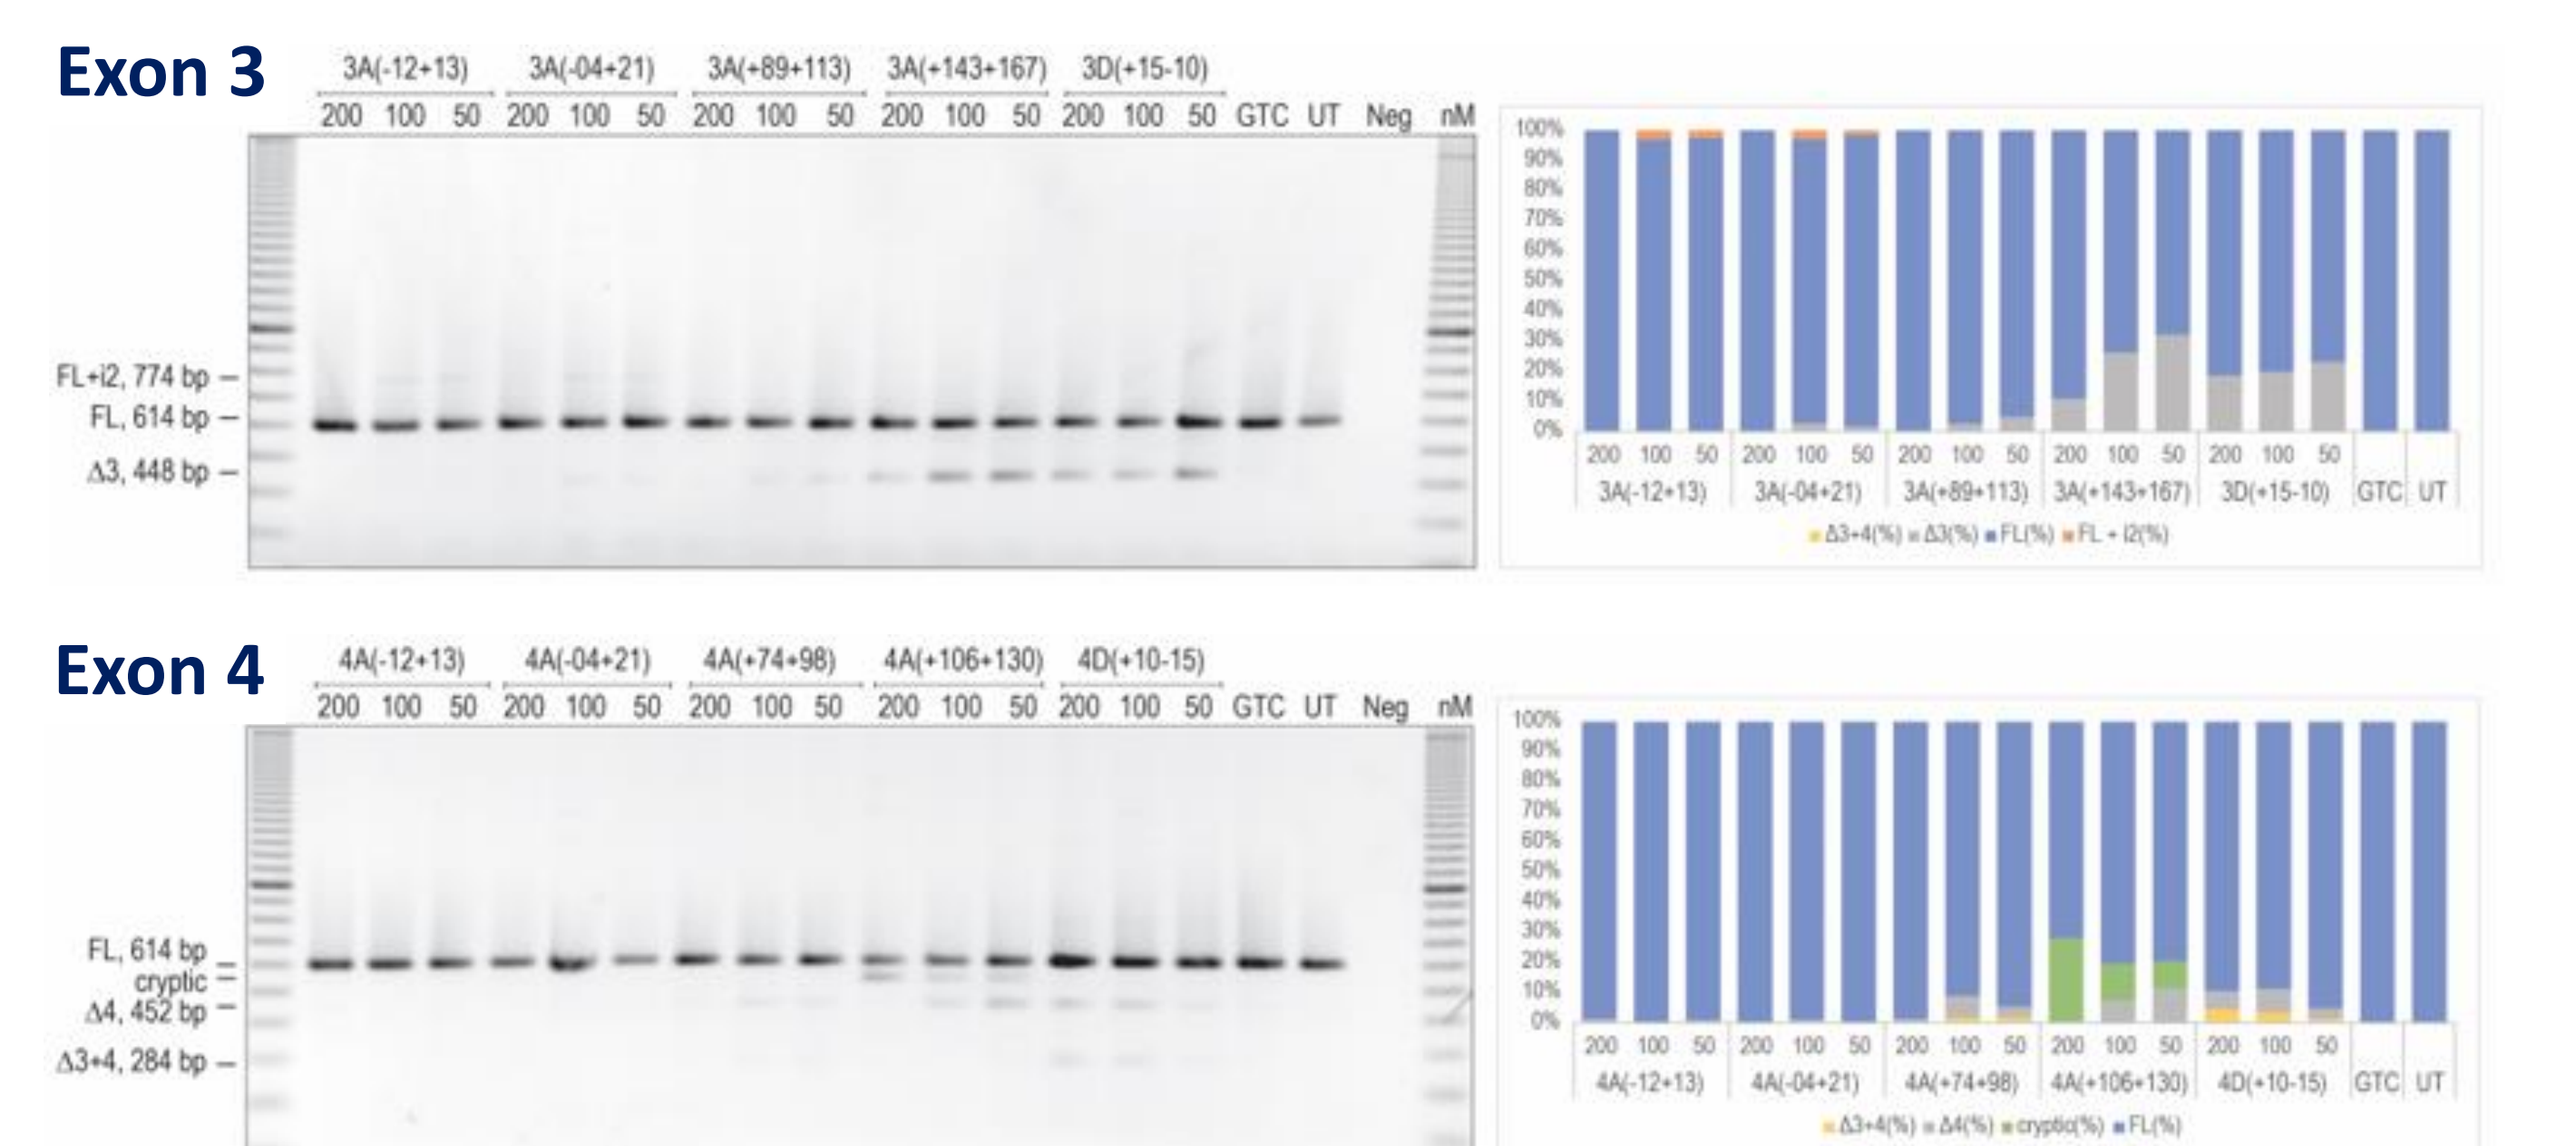 Exon 3
3A(-12+13) 3A(-04+21) 3A(+89+113) 3A(+143+167) 3D(+15-10)
200 100 50 200 100 50 200 100 50 200 100 50 200 100 50 GTC UT Neg nM
FL+i2, 774 bp
FL, 614 bp
Δ3, 448 bp
100%
90%
80%
70%
60%
50%
40%
30%
20%
10%
0%
200 100 50 200 100 50 200 100 50 200 100 50 200 100 50
3A(-12+13) 3A(-04+21) 3A(+89+113) 3A(+143+167) 3D(+15-10) GTC UT
Δ3+4(%) Δ3(%) FL(%) FL + i2(%)
Exon 4
4A(-12+13) 4A(-04+21) 4A(+74+98) 4A(+106+130) 4D(+10-15)
200 100 50 200 100 50 200 100 50 200 100 50 200 100 50 GTC UT Neg nM
FL, 614 bp
cryptic
Δ4, 452 bp
Δ3+4, 284 bp
100%
90%
80%
70%
60%
50%
40%
30%
20%
10%
0%
200 100 50 200 100 50 200 100 50 200 100 50 200 100 50
4A(-12+13) 4A(-04+21) 4A(+74+98) 4A(+106+130) 4D(+10-15) GTC UT
Δ3+4(%) Δ4(%) cryptic(%) FL(%)